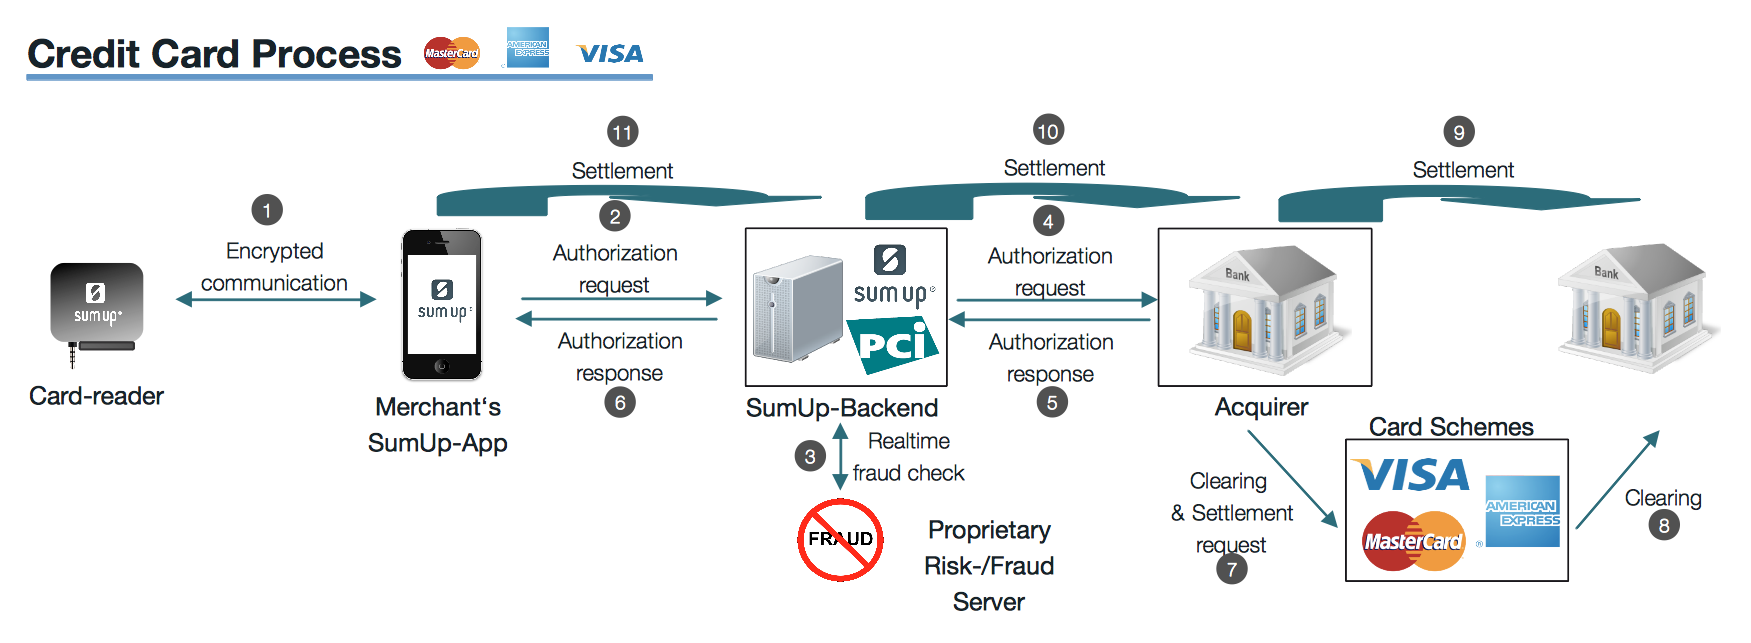 Credit Card Process
MasterCard
AMERICAN
EXPRESS
VISA
11
Settlement
10
Settlement
9
Settlement
1
Encrypted
communication
2
Authorization
request
4
Authorization
request
sum up
Card-reader
sum up
Merchant‘s
SumUp-App
Authorization
response
6
sum up®
PCi
SumUp-Backend
Authorization
response
5
Bank
Acquirer
Bank
3
Realtime
fraud check
FRAUD
Proprietary
Risk-/Fraud
Server
Clearing
& Settlement
request
7
Card Schemes
VISA
AMERICAN
EXPRESS
®
MasterCard
Clearing
8